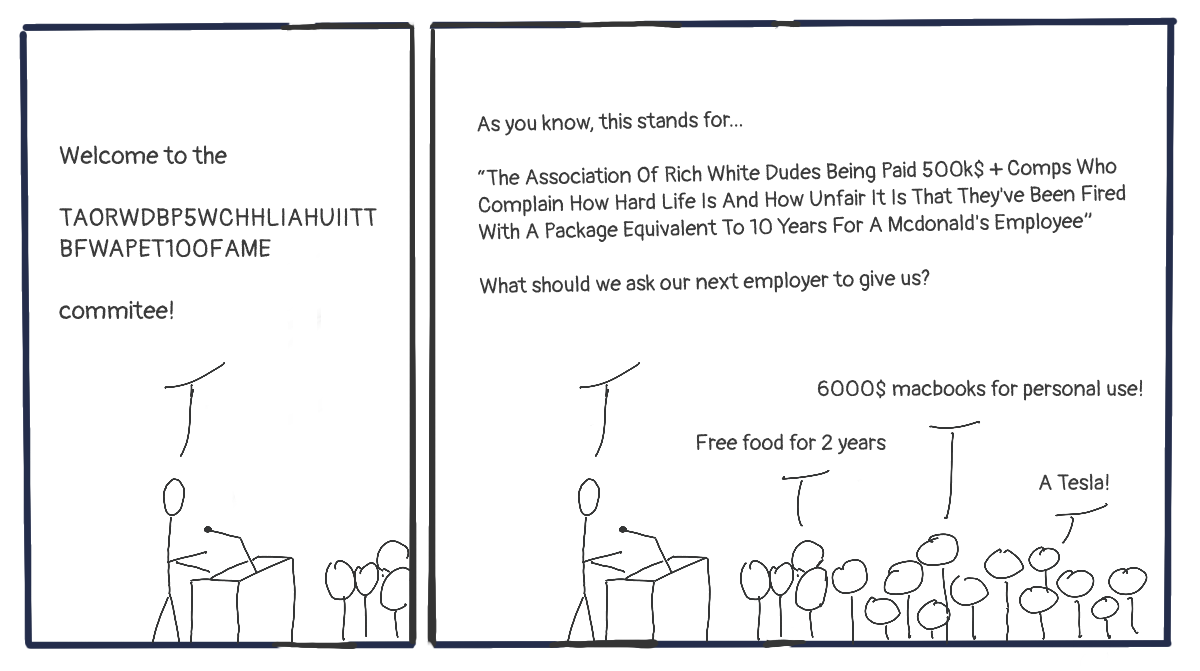 Welcome to the
TAORWDBP5WCHHLIAHUIITT
BFWAPET10OFAME
commitee!
As you know, this stands for...
"The Association Of Rich White Dudes Being Paid 500k$ + Comps Who
Complain How Hard Life Is And How Unfair It Is That They've Been Fired
With A Package Equivalent To 10 Years For A Mcdonald's Employee"
What should we ask our next employer to give us?
6000$ macbooks for personal use!
Free food for 2 years
A Tesla!